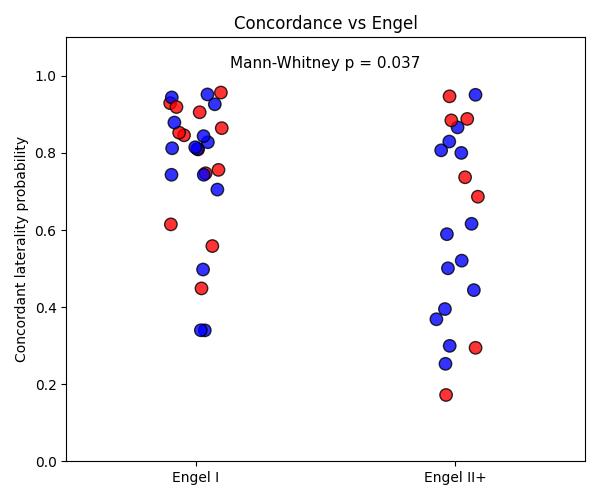 Concordance vs Engel
Mann-Whitney p = 0.037
Concordant laterality probability
1.0
0.8
0.6
0.4
0.2
0.0
Engel I
Engel II+